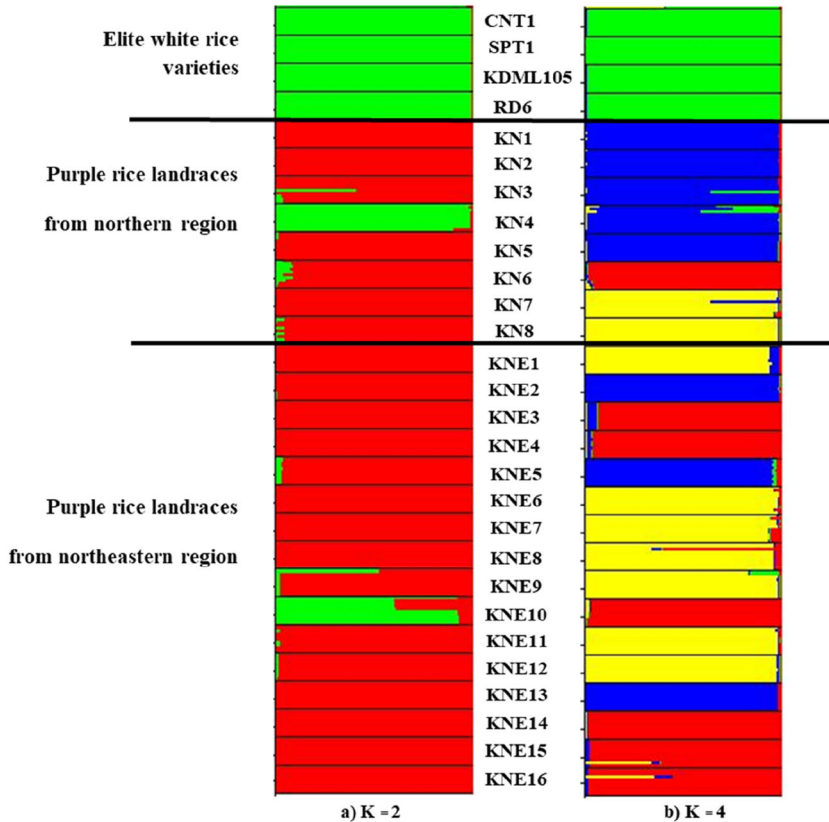 Elite white rice
varieties
CNT1
SPT1
KDML105
RD6
Purple rice landraces
from northern region
KN1
KN2
KN3
KN4
KN5
KN6
KN7
KN8
Purple rice landraces
from northeastern region
KNE1
KNE2
KNE3
KNE4
KNE5
KNE6
KNE7
KNE8
KNE9
KNE10
KNE11
KNE12
KNE13
KNE14
KNE15
KNE16
a) K = 2
b) K = 4